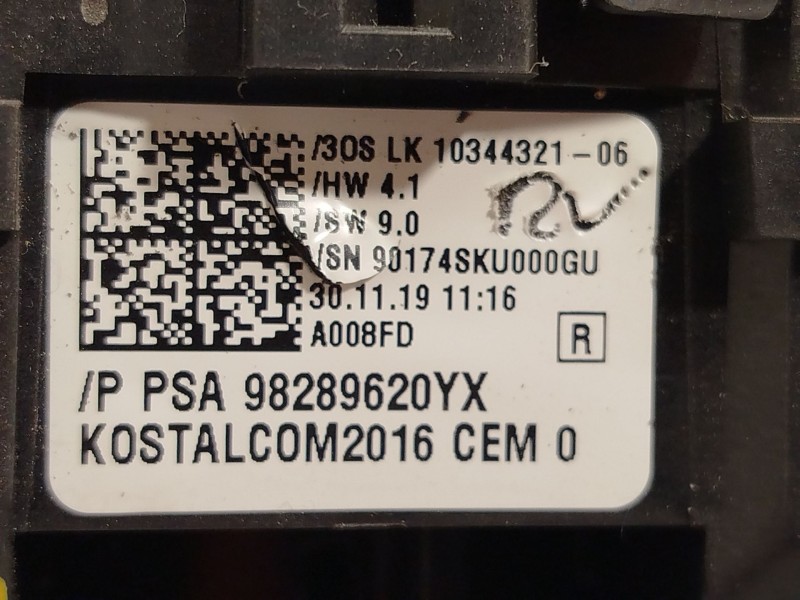 /3OS LK 10344321-06
/HW 4.1
/SW 9.0
/SN 90174SKU000GU
30.11.19 11:16
A008FD
R
/P PSA 98289620YX
KOSTALCOM2016 CEM 0